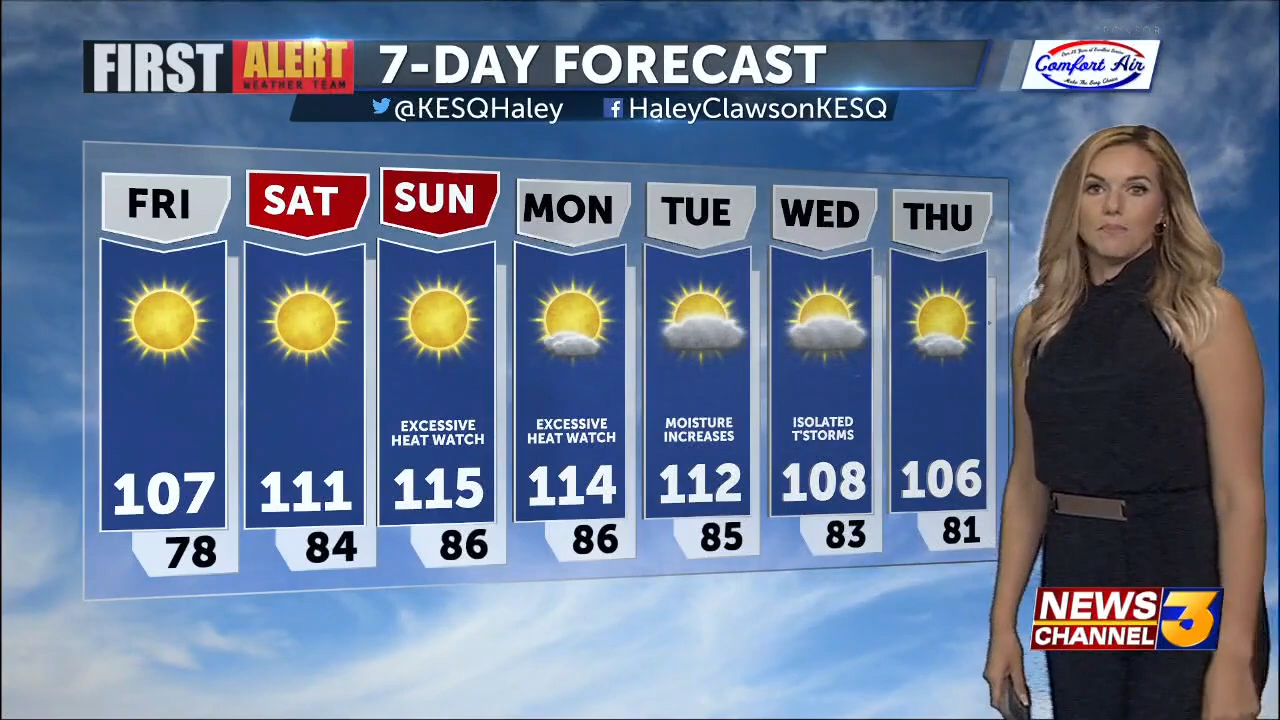 FIRST ALERT
WEATHER TEAM
7-DAY FORECAST
@KESQHaley HaleyClawsonKESQ
Comfort Air
FRI SAT SUN MON TUE WED THU
EXCESSIVE
HEAT WATCH
EXCESSIVE
HEAT WATCH
MOISTURE
INCREASES
ISOLATED
T'STORMS
107 111 115 114 112 108 106
78 84 86 86 85 83 81
NEWS
CHANNEL 3